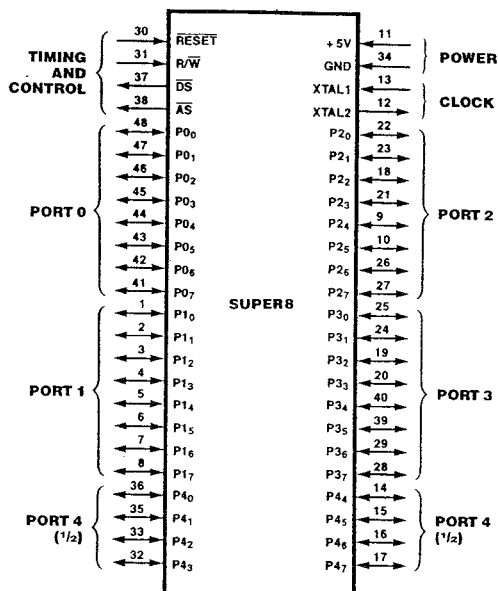 TIMING
AND
CONTROL
30 RESET
31 R/W
37 DS
38 AS
PORT 0
48 P0₀
47 P0₁
46 P0₂
45 P0₃
44 P0₄
43 P0₅
42 P0₆
41 P0₇
PORT 1
1 P1₀
2 P1₁
3 P1₂
4 P1₃
5 P1₄
6 P1₅
7 P1₆
8 P1₇
PORT 4
(1/2)
36 P4₀
35 P4₁
33 P4₂
32 P4₃
SUPER8
+5V 11
GND 34
POWER
XTAL1 13
XTAL2 12
CLOCK
P2₀ 22
P2₁ 23
P2₂ 18
P2₃ 21
P2₄ 9
P2₅ 10
P2₆ 26
P2₇ 27
PORT 2
P3₀ 25
P3₁ 24
P3₂ 19
P3₃ 20
P3₄ 40
P3₅ 39
P3₆ 29
P3₇ 28
PORT 3
P4₄ 14
P4₅ 15
P4₆ 16
P4₇ 17
PORT 4
(1/2)